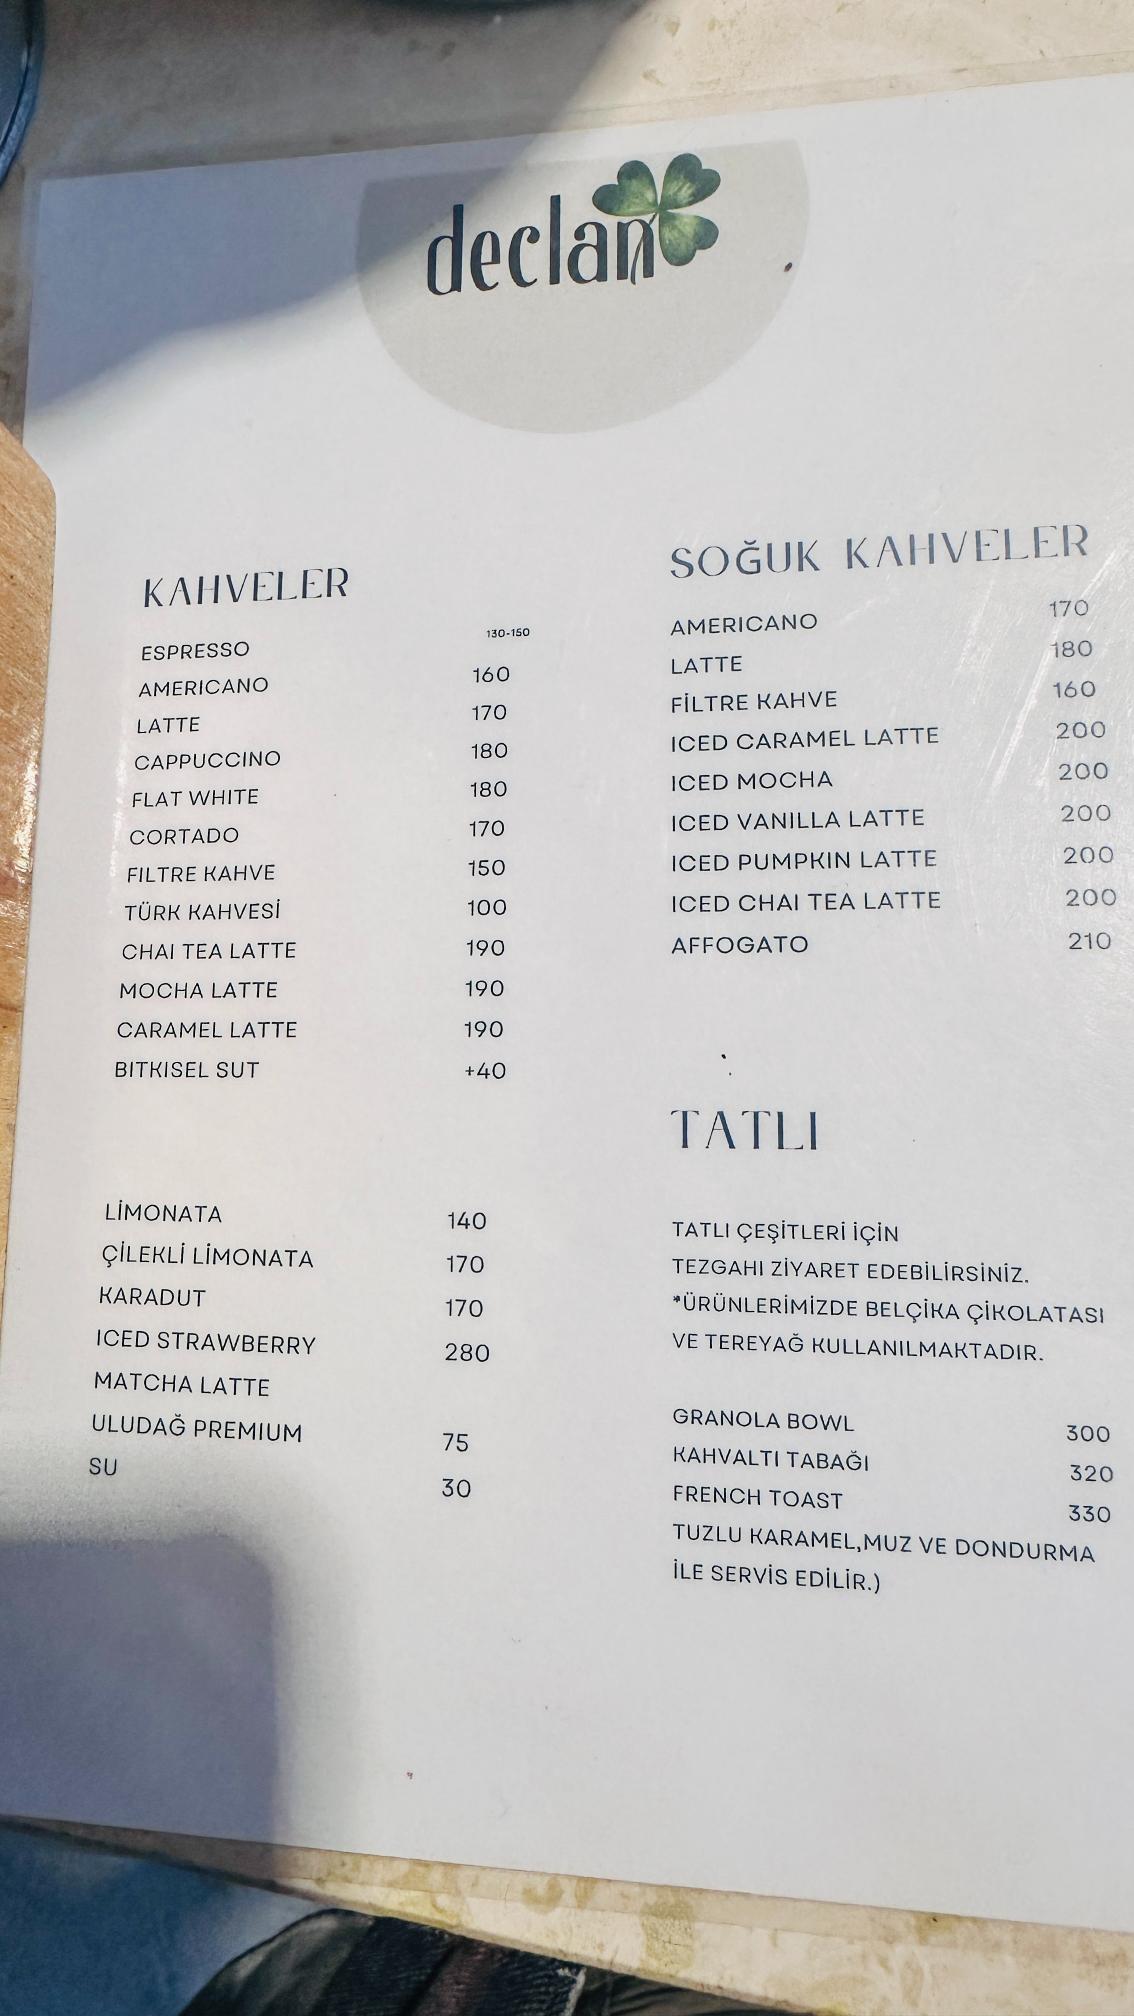 declan
KAHVELER
ESPRESSO 130-150
AMERICANO 160
LATTE 170
CAPPUCCINO 180
FLAT WHITE 180
CORTADO 170
FILTRE KAHVE 150
TÜRK KAHVESİ 100
CHAI TEA LATTE 190
MOCHA LATTE 190
CARAMEL LATTE 190
BITKISEL SUT +40
LİMONATA 140
ÇİLEKLİ LİMONATA 170
KARADUT 170
ICED STRAWBERRY 280
MATCHA LATTE
ULUDAĞ PREMIUM 75
SU 30
SOĞUK KAHVELER
AMERICANO 170
LATTE 180
FİLTRE KAHVE 160
ICED CARAMEL LATTE 200
ICED MOCHA 200
ICED VANILLA LATTE 200
ICED PUMPKIN LATTE 200
ICED CHAI TEA LATTE 200
AFFOGATO 210
TATLI
TATLI ÇEŞİTLERİ İÇİN
TEZGAHI ZİYARET EDEBİLİRSİNİZ.
*ÜRÜNLERİMİZDE BELÇİKA ÇİKOLATASI
VE TEREYAĞ KULLANILMAKTADIR.
GRANOLA BOWL 300
KAHVALTI TABAĞI 320
FRENCH TOAST 330
TUZLU KARAMEL,MUZ VE DONDURMA
İLE SERVİS EDİLİR.)